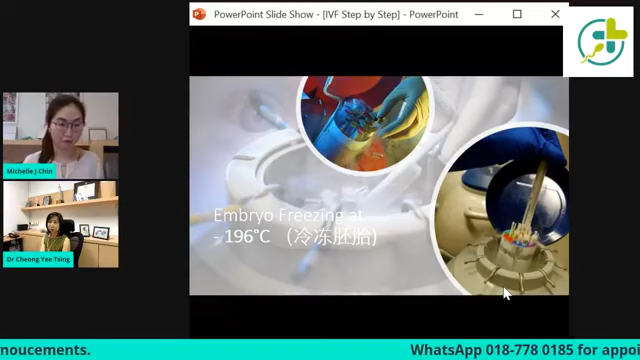 PowerPoint Slide Show - [IVF Step by Step] - PowerPoint
Michelle J Chin
Dr Cheong Yee Tsing
Embryo Freezing at
- 196℃ (冷冻胚胎)
noucements.
WhatsApp 018-778 0185 for appoi